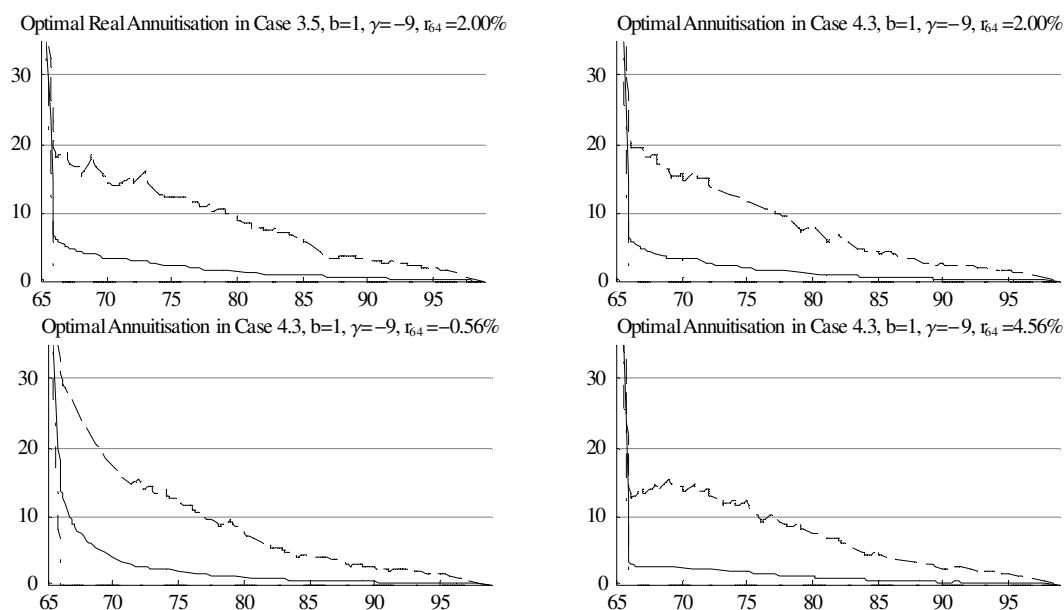 Optimal Real Annuitisation in Case 3.5, b=1, γ=−9, r64 =2.00%
30
20
10
0
65 70 75 80 85 90 95
Optimal Annuitisation in Case 4.3, b=1, γ=−9, r64 =2.00%
30
20
10
0
65 70 75 80 85 90 95
Optimal Annuitisation in Case 4.3, b=1, γ=−9, r64 =−0.56%
30
20
10
0
65 70 75 80 85 90 95
Optimal Annuitisation in Case 4.3, b=1, γ=−9, r64 =4.56%
30
20
10
0
65 70 75 80 85 90 95